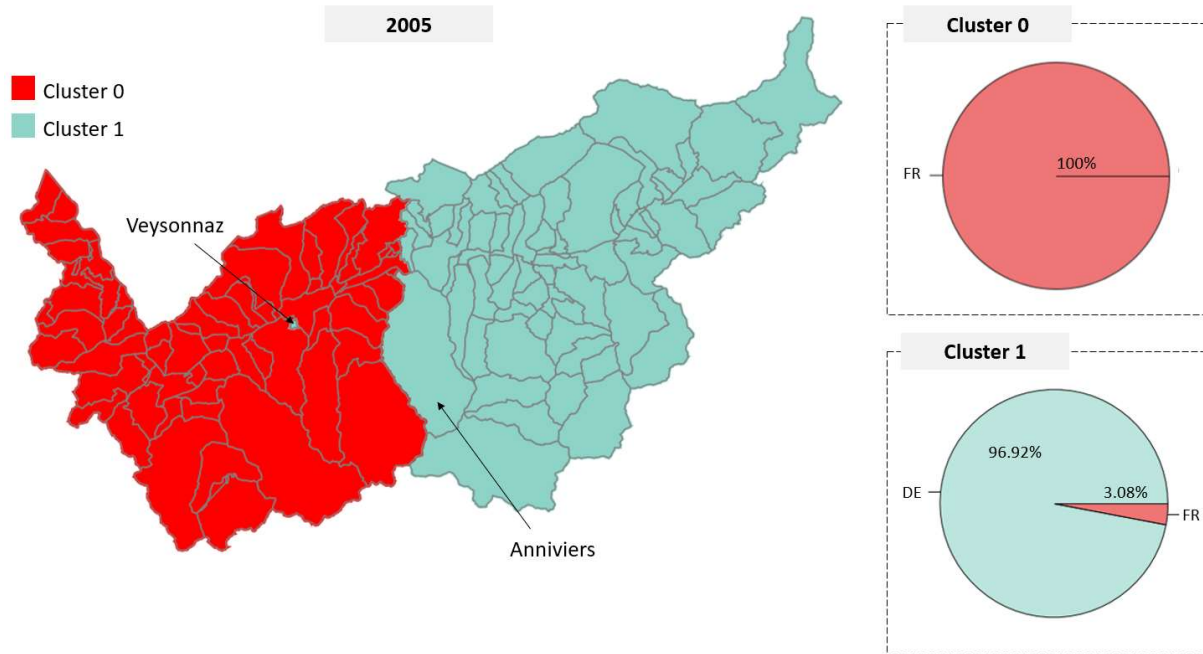 2005
Cluster 0
Cluster 1
Veysonnaz
Anniviers
Cluster 0
FR
100%
Cluster 1
96.92%
3.08%
DE
FR